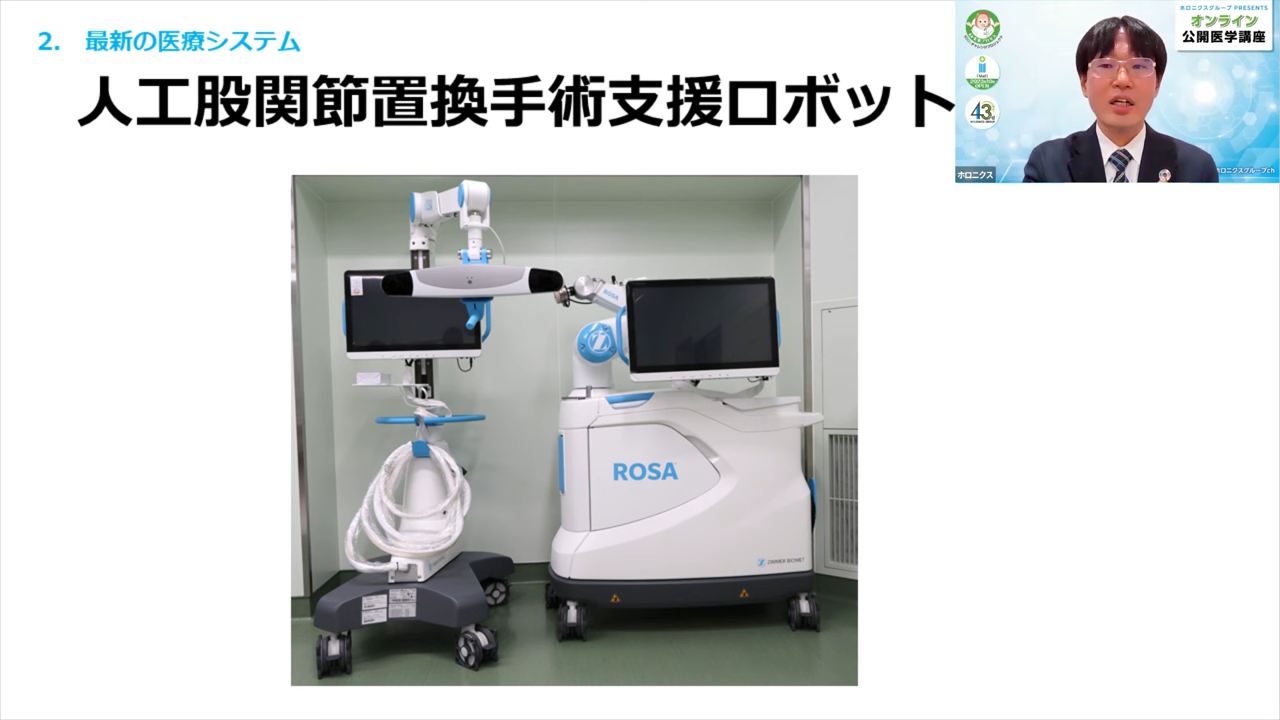 2. 最新の医療システム
人工股関節置換手術支援ロボット
ホロニクスグループ PRESENTS
オンライン
公開医学講座
43
ホロニクス
ホロニクスグループch
ROSA
ROSA
ZIMMER BIOMET